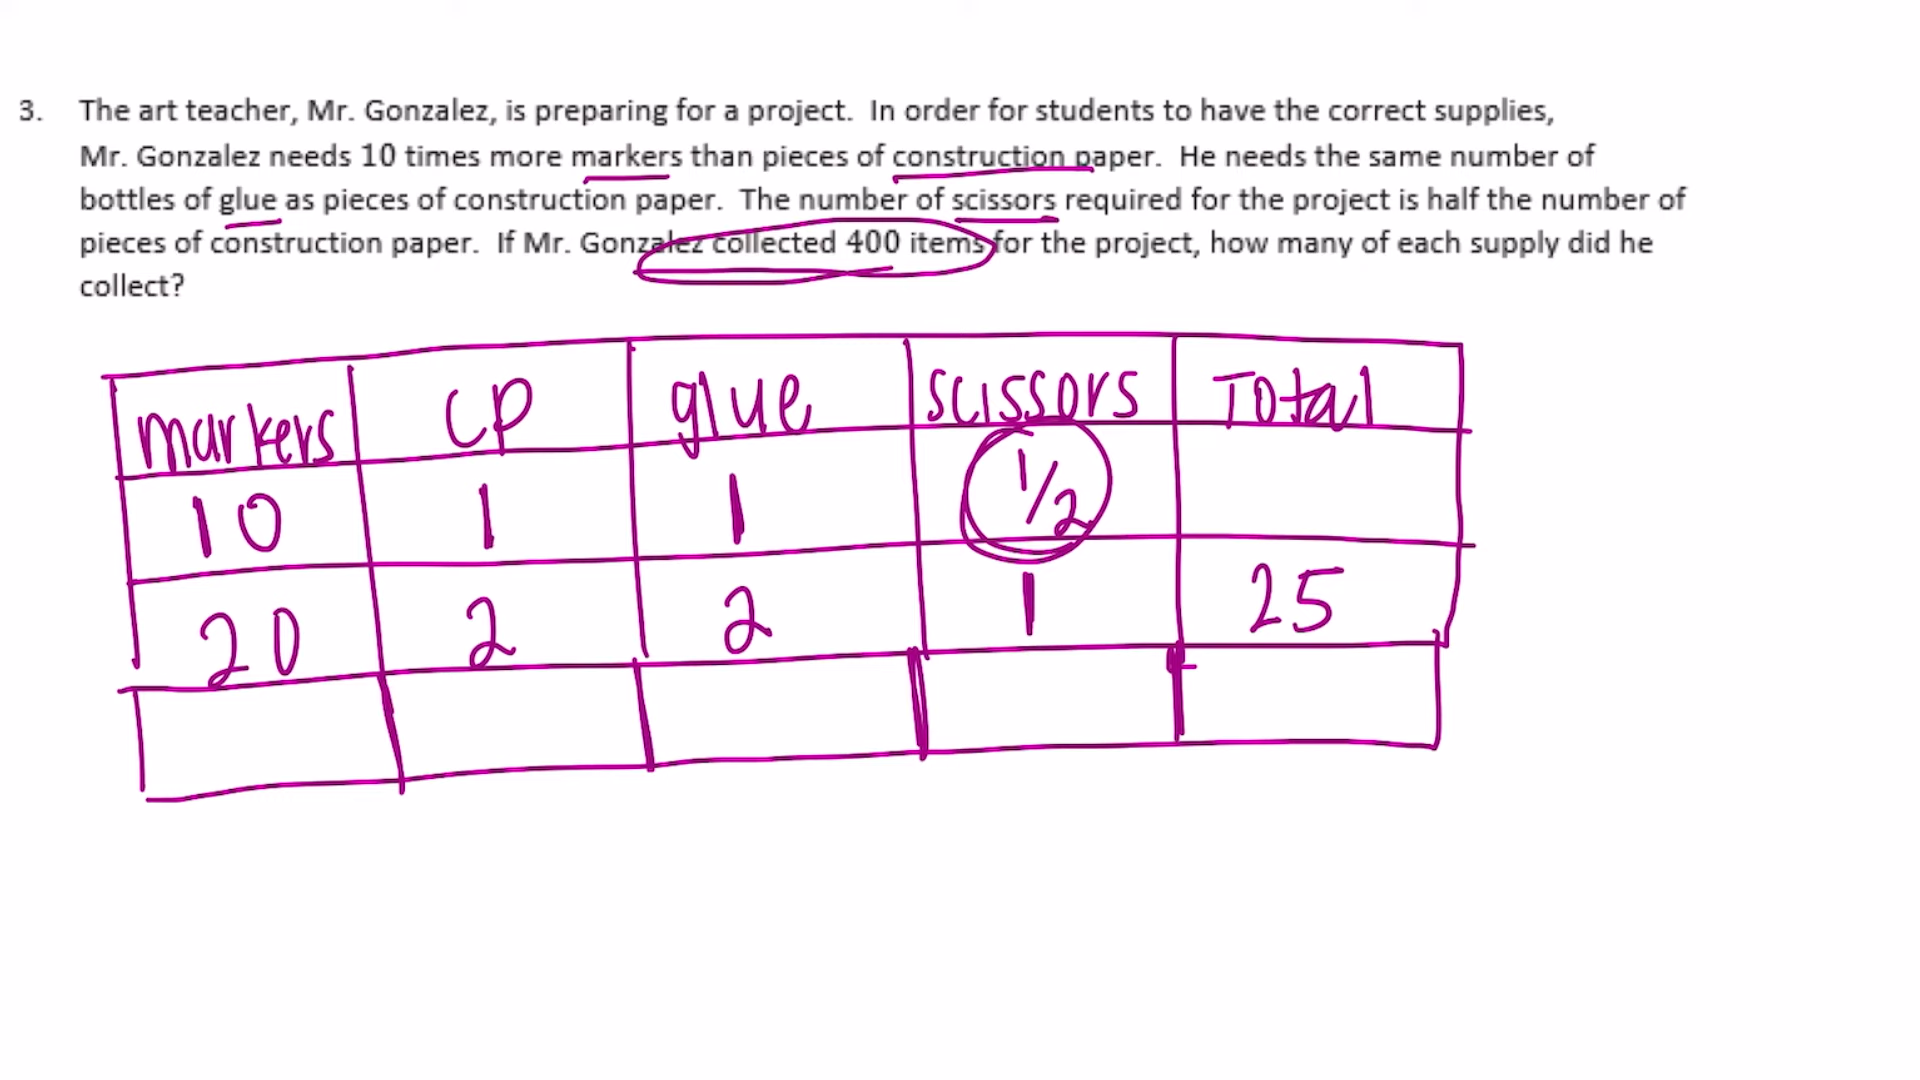 3. The art teacher, Mr. Gonzalez, is preparing for a project. In order for students to have the correct supplies,
Mr. Gonzalez needs 10 times more markers than pieces of construction paper. He needs the same number of
bottles of glue as pieces of construction paper. The number of scissors required for the project is half the number of
pieces of construction paper. If Mr. Gonzalez collected 400 items for the project, how many of each supply did he
collect?
markers CP glue scissors Total
10 1 1 1/2
20 2 2 1 25